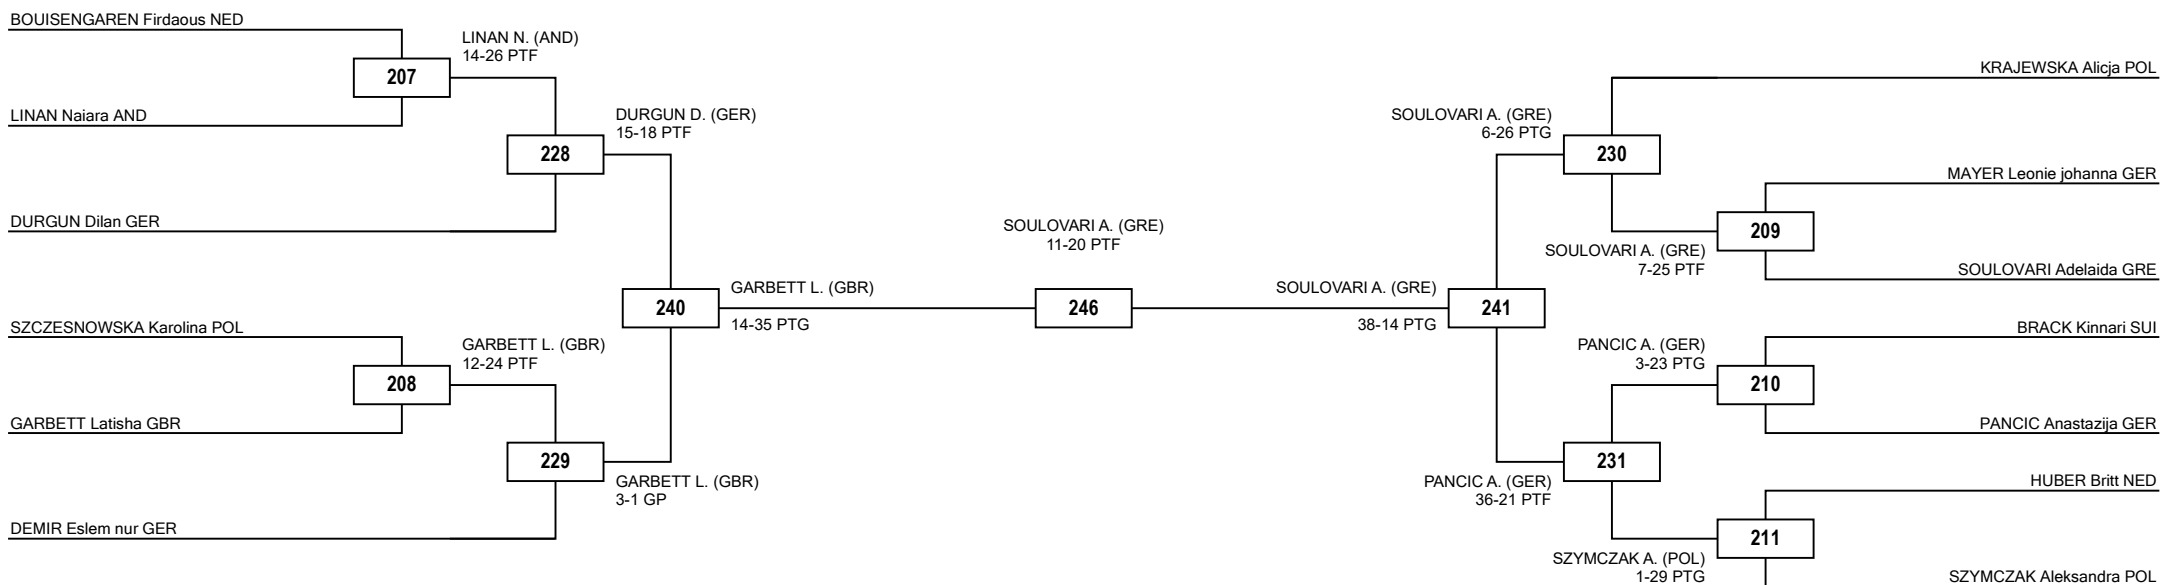 BOUISENGAREN Firdaous NED
LINAN N. (AND)
14-26 PTF
207
LINAN Naiara AND
DURGUN D. (GER)
15-18 PTF
228
DURGUN Dilan GER
240
GARBETT L. (GBR)
14-35 PTG
SZCZESNOWSKA Karolina POL
GARBETT L. (GBR)
12-24 PTF
208
GARBETT Latisha GBR
229
GARBETT L. (GBR)
3-1 GP
DEMIR Eslem nur GER
SOULOVARI A. (GRE)
11-20 PTF
246
KRAJEWSKA Alicja POL
SOULOVARI A. (GRE)
6-26 PTG
230
MAYER Leonie johanna GER
209
SOULOVARI A. (GRE)
7-25 PTF
SOULOVARI Adelaida GRE
SOULOVARI A. (GRE)
38-14 PTG
241
BRACK Kinnari SUI
PANCIC A. (GER)
3-23 PTG
210
PANCIC Anastazija GER
231
PANCIC A. (GER)
36-21 PTF
HUBER Britt NED
211
SZYMCZAK A. (POL)
1-29 PTG
SZYMCZAK Aleksandra POL